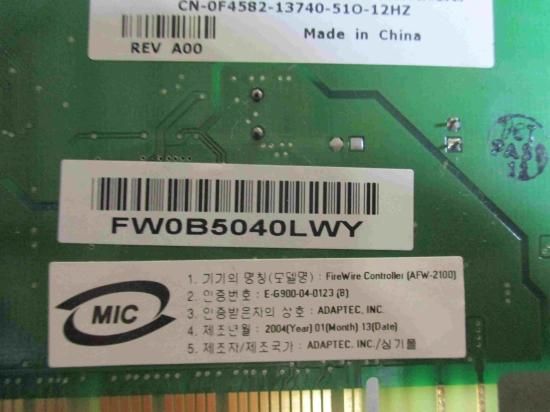 CN-0F4582-13740-51O-12HZ
REV A00
Made in China
FW0B5040LWY
MIC
1. 기기의 명칭(모델명) : FireWire Controller (AFW-2100)
2. 인증번호 : E-G900-04-0123 (B)
3. 인증받은자의 상호 : ADAPTEC, INC.
4. 제조년월 : 2004(Year) 01(Month) 13(Date)
5. 제조자/제조국가 : ADAPTEC, INC./싱가폴